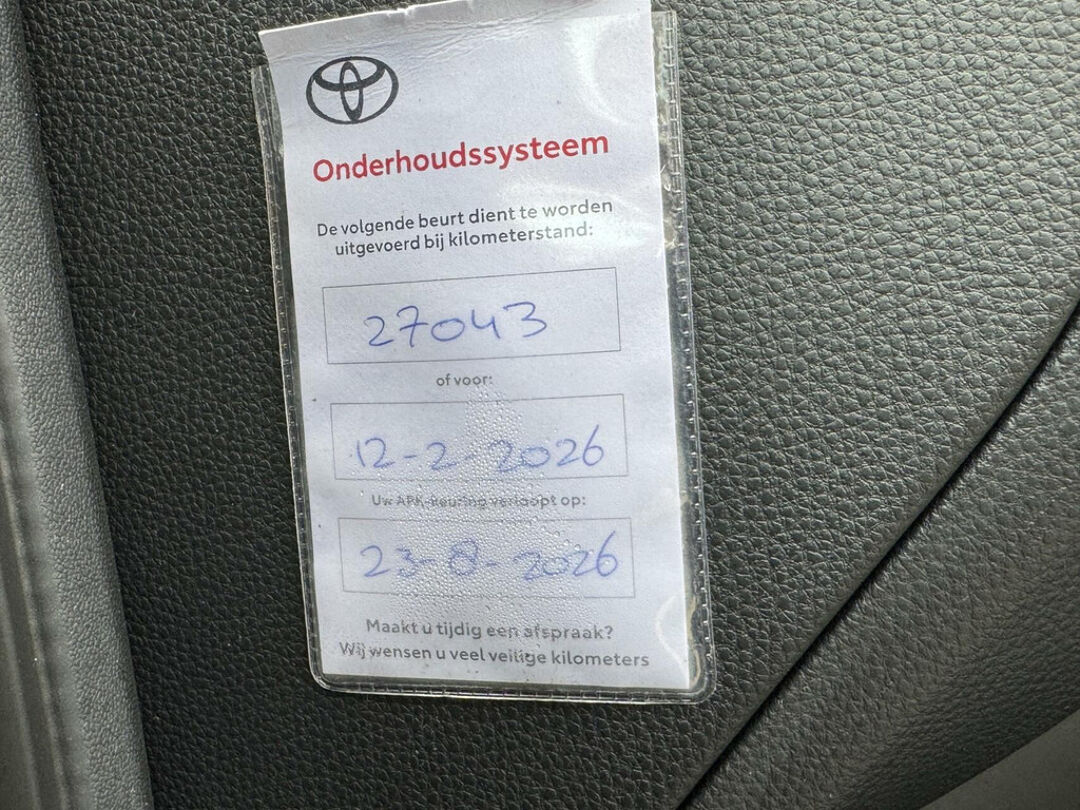 Onderhoudssysteem
De volgende beurt dient te worden
uitgevoerd bij kilometerstand:
27043
of voor:
12-2-2026
Uw APK-keuring verloopt op:
23-8-2026
Maakt u tijdig een afspraak?
Wij wensen u veel veilige kilometers